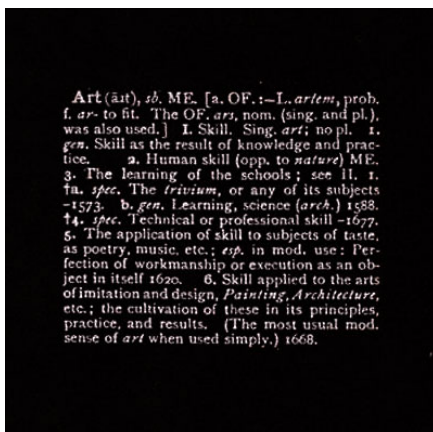 Art (āɪt), sb. ME. [a. OF. :—L. artem, prob.
f. ar- to fit. The OF. ars, nom. (sing. and pl.),
was also used.] I. Skill. Sing. art; no pl. 1.
gen. Skill as the result of knowledge and prac-
tice. 2. Human skill (opp. to nature) ME.
3. The learning of the schools; see II. 1.
†a. spec. The trivium, or any of its subjects
-1573. b. gen. Learning, science (arch.) 1588.
†4. spec. Technical or professional skill -1677.
5. The application of skill to subjects of taste,
as poetry, music, etc.; esp. in mod. use: Per-
fection of workmanship or execution as an ob-
ject in itself 1620. 6. Skill applied to the arts
of imitation and design, Painting, Architecture,
etc.; the cultivation of these in its principles,
practice, and results. (The most usual mod.
sense of art when used simply.) 1668.